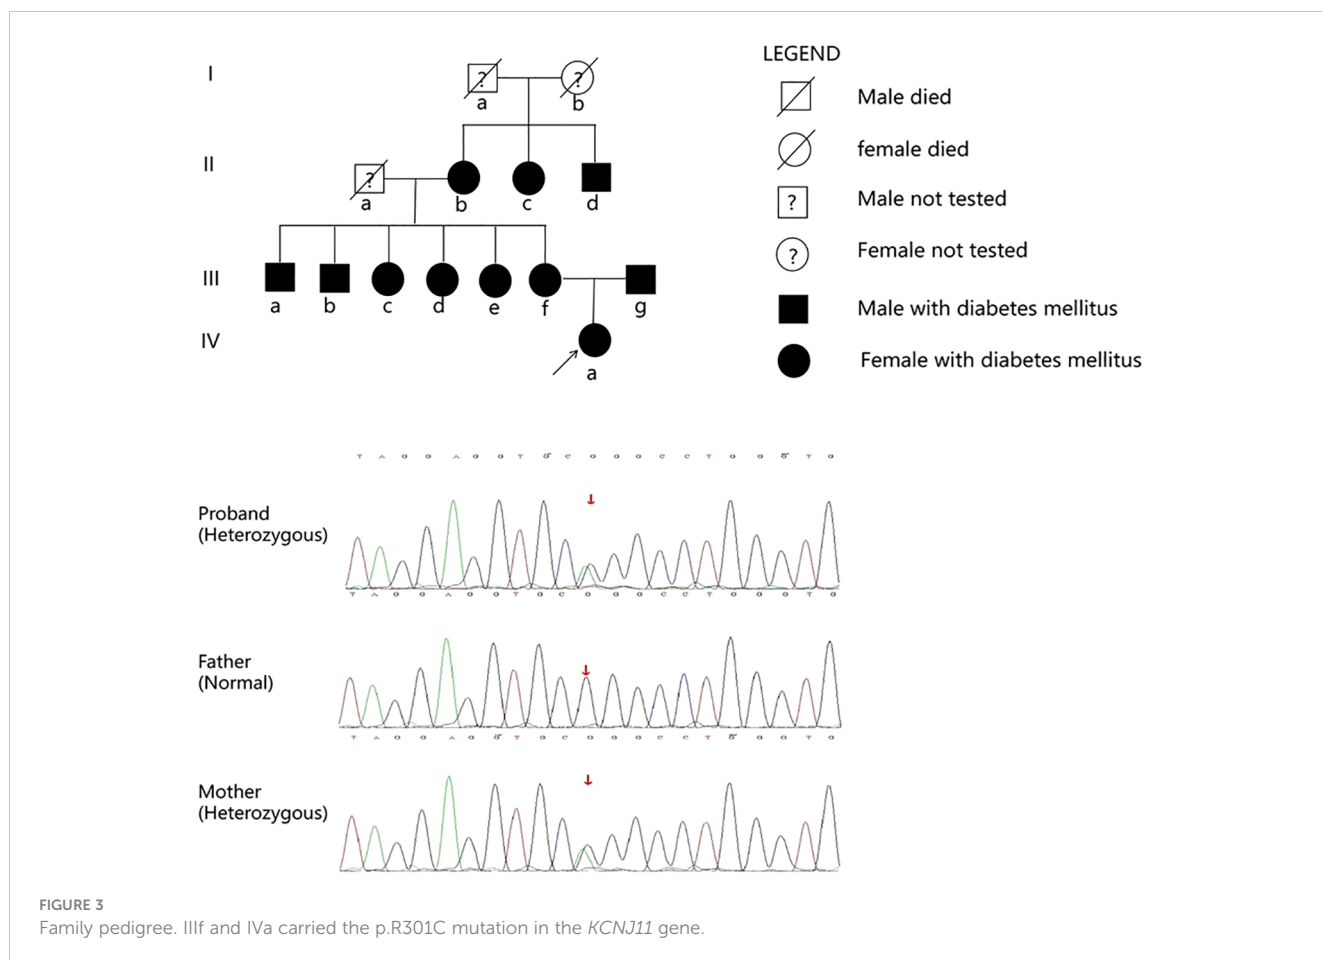 I
?
?
a
b
LEGEND
Male died
female died
Male not tested
?
Female not tested
?
Male with diabetes mellitus
Female with diabetes mellitus
II
?
a
b
c
d
III
a
b
c
d
e
f
g
IV
a
T A G G A G G T G C G G G C C T G G G T G
Proband
(Heterozygous)
T A G G A G G T G C G G G C C T G G G T G
Father
(Normal)
T A G G A G G T G C G G G C C T G G G T G
Mother
(Heterozygous)
FIGURE 3
Family pedigree. IIIf and IVa carried the p.R301C mutation in the KCNJ11 gene.